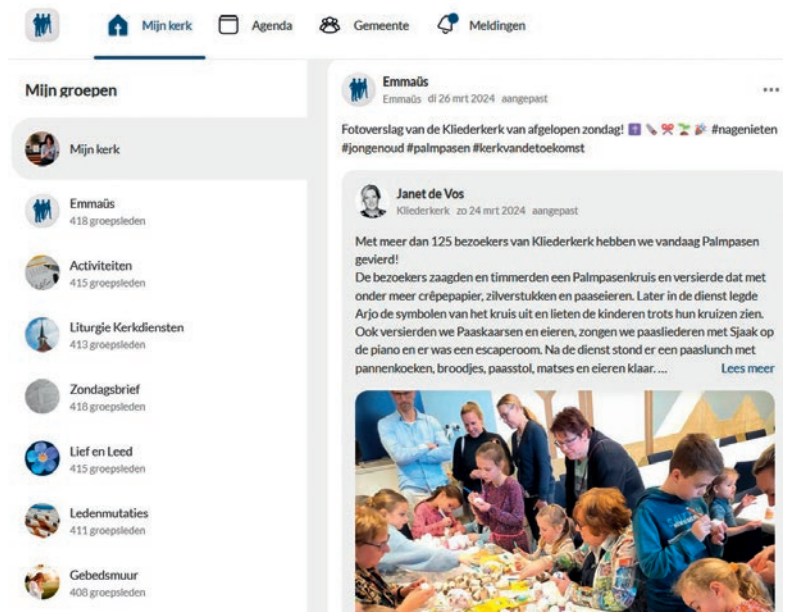 Mijn kerk
Agenda
Gemeente
Meldingen
Mijn groepen
Mijn kerk
Emmaüs
418 groepsleden
Activiteiten
415 groepsleden
Liturgie Kerkdiensten
413 groepsleden
Zondagsbrief
418 groepsleden
Lief en Leed
415 groepsleden
Ledenmutaties
411 groepsleden
Gebedsmuur
408 groepsleden
Emmaüs
Emmaüs di 26 mrt 2024 aangepast
Fotoverslag van de Kliederkerk van afgelopen zondag! #nagenieten
#jongenoud #palmpasen #kerkvandetoekomst
Janet de Vos
Kliederkerk zo 24 mrt 2024 aangepast
Met meer dan 125 bezoekers van Kliederkerk hebben we vandaag Palmpasen
gevierd!
De bezoekers zaagden en timmerden een Palmpasenkruis en versierde dat met
onder meer crêpepapier, zilverstukken en paaseieren. Later in de dienst legde
Arjo de symbolen van het kruis uit en lieten de kinderen trots hun kruizen zien.
Ook versierden we Paaskaarsen en eieren, zongen we paasliederen met Sjaak op
de piano en er was een escaperoom. Na de dienst stond er een paaslunch met
pannenkoeken, broodjes, paasstol, matses en eieren klaar. ... Lees meer